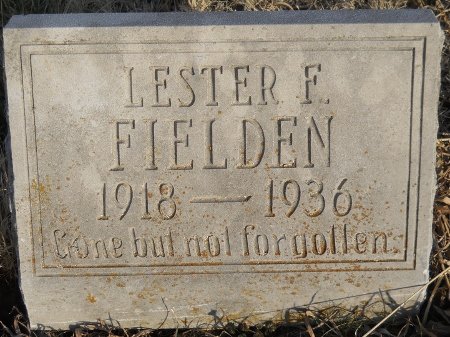 LESTER F.
FIELDEN
1918 — 1936
Gone but not forgotten.